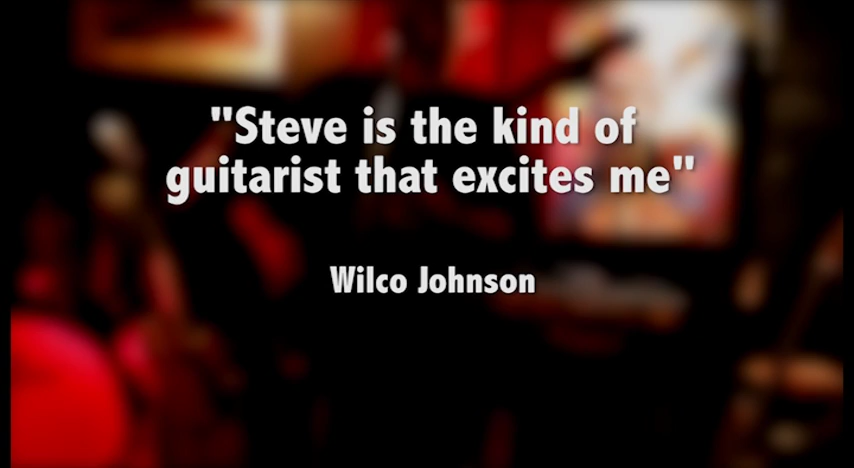 "Steve is the kind of
guitarist that excites me"
Wilco Johnson